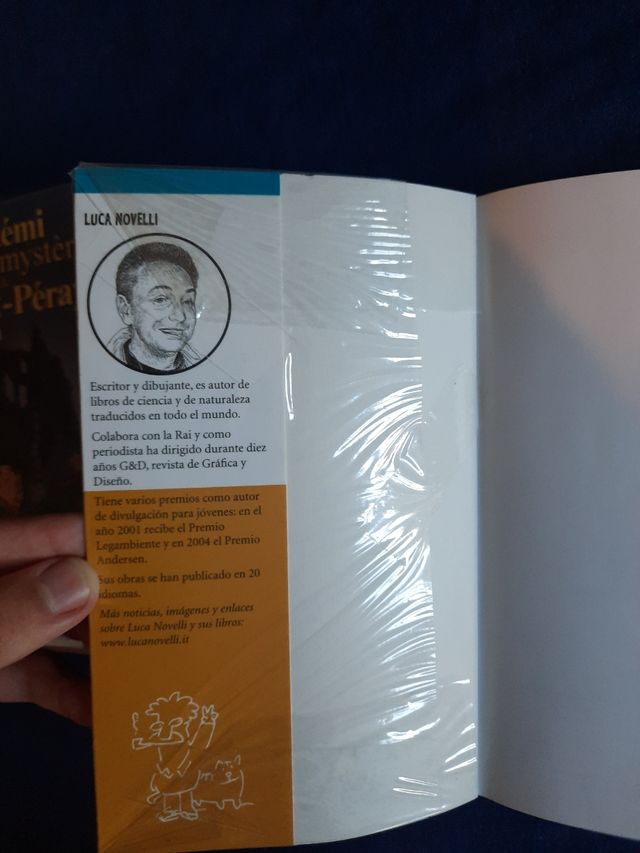 émi
mystèr
-Péra
LUCA NOVELLI
Escritor y dibujante, es autor de
libros de ciencia y de naturaleza
traducidos en todo el mundo.
Colabora con la Rai y como
periodista ha dirigido durante diez
años G&D, revista de Gráfica y
Diseño.
Tiene varios premios como autor
de divulgación para jóvenes: en el
año 2001 recibe el Premio
Legambiente y en 2004 el Premio
Andersen.
Sus obras se han publicado en 20
idiomas.
Más noticias, imágenes y enlaces
sobre Luca Novelli y sus libros:
www.lucanovelli.it